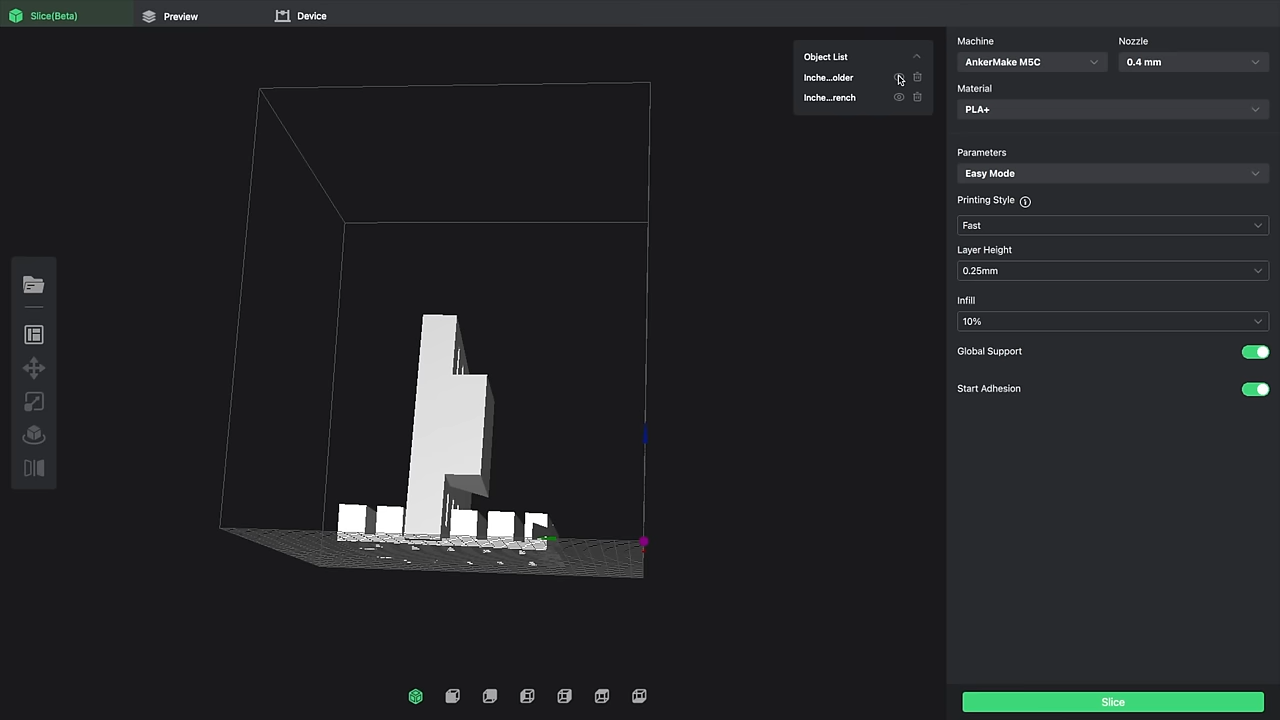 Slice(Beta)
Preview
Device
Object List
Inche...older
Inche...rench
Machine
Nozzle
AnkerMake M5C
0.4 mm
Material
PLA+
Parameters
Easy Mode
Printing Style
Fast
Layer Height
0.25mm
Infill
10%
Global Support
Start Adhesion
Slice